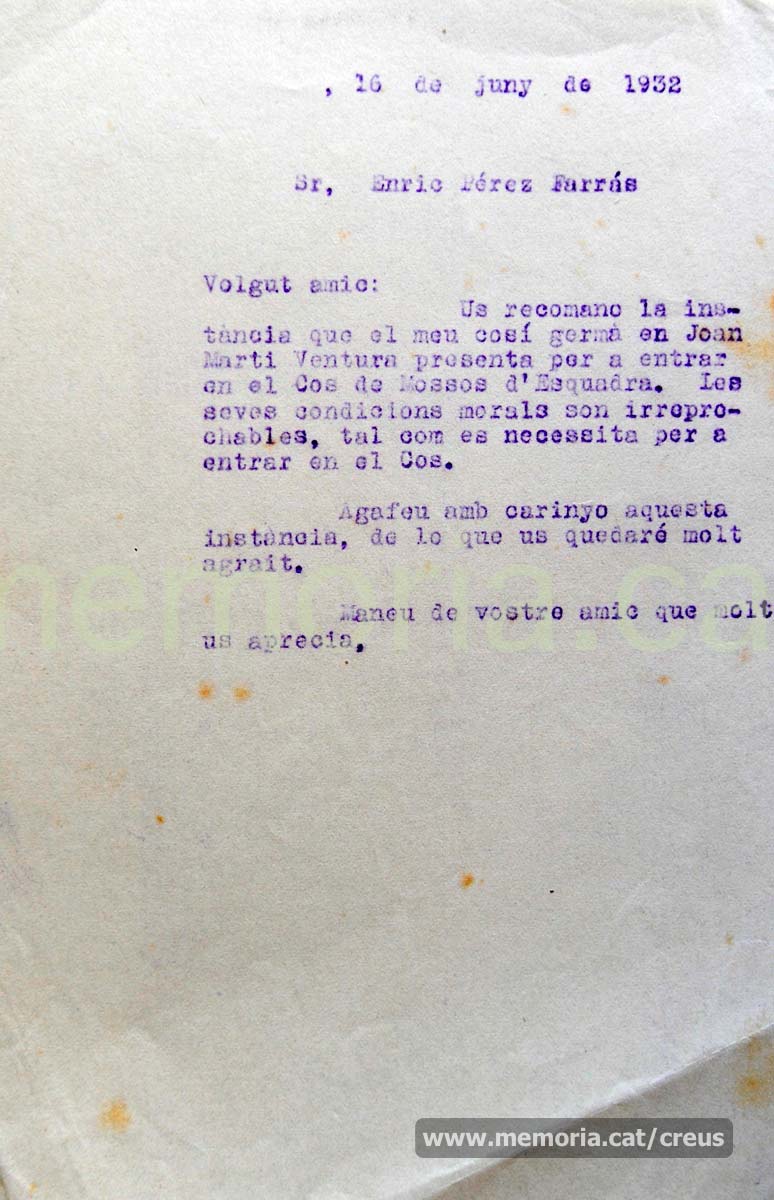 , 16 de juny de 1932
Sr, Enric Pérez Farrás
Volgut amic:
Us recomano la ins-
tància que el meu cosí germà en Joan
Marti Ventura presenta per a entrar
en el Cos de Mossos d'Esquadra. Les
seves condicions morals son irrepro-
chables, tal com es necessita per a
entrar en el Cos.
Agafeu amb carinyo aquesta
instància, de lo que us quedaré molt
agrait.
memoria.ca
Maneu de vostre amic que molt
us aprecia,
www.memoria.cat/creus